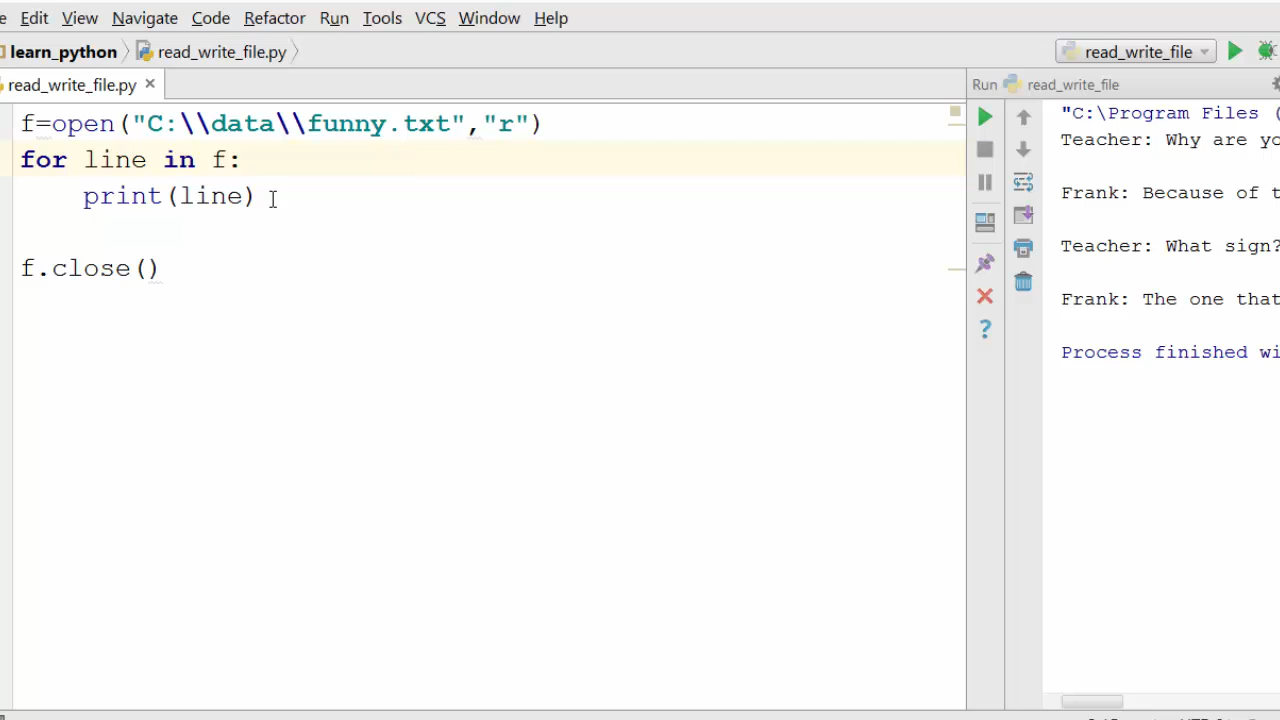 Edit View Navigate Code Refactor Run Tools VCS Window Help
learn_python read_write_file.py
read_write_file
read_write_file.py
Run read_write_file
f=open("C:\\data\\funny.txt","r")
for line in f:
    print(line)
f.close()
"C:\Program Files (
Teacher: Why are yo
Frank: Because of t
Teacher: What sign?
Frank: The one that
Process finished wi